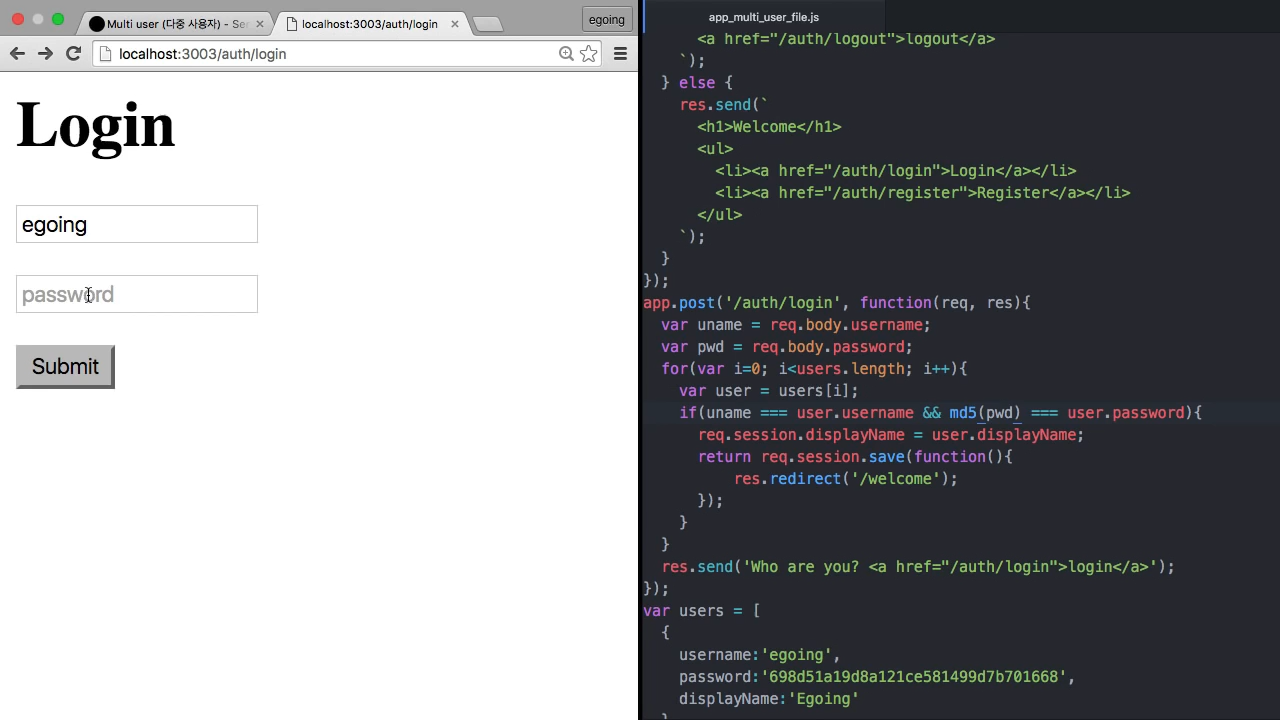 Multi user (다중 사용자) - Ser
localhost:3003/auth/login
egoing
localhost:3003/auth/login
Login
egoing
password
Submit
app_multi_user_file.js
<a href="/auth/logout">logout</a>
`);
} else {
res.send(`
<h1>Welcome</h1>
<ul>
<li><a href="/auth/login">Login</a></li>
<li><a href="/auth/register">Register</a></li>
</ul>
`);
}
});
app.post('/auth/login', function(req, res){
var uname = req.body.username;
var pwd = req.body.password;
for(var i=0; i<users.length; i++){
var user = users[i];
if(uname === user.username && md5(pwd) === user.password){
req.session.displayName = user.displayName;
return req.session.save(function(){
res.redirect('/welcome');
});
}
}
res.send('Who are you? <a href="/auth/login">login</a>');
});
var users = [
{
username:'egoing',
password:'698d51a19d8a121ce581499d7b701668',
displayName:'Egoing'